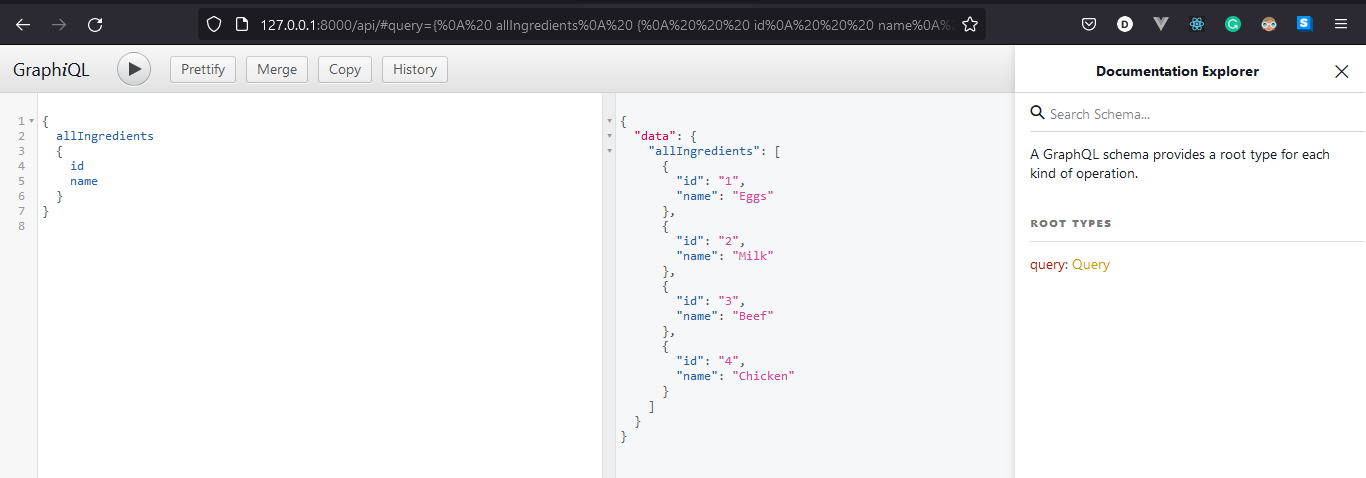 127.0.0.1:8000/api/#query={%0A%20 allIngredients%0A%20 {%0A%20%20%20 id%0A%20%20%20 name%0A%
GraphiQL
Prettify
Merge
Copy
History
1 {
2 allIngredients
3 {
4 id
5 name
6 }
7 }
8
{
"data": {
"allIngredients": [
{
"id": "1",
"name": "Eggs"
},
{
"id": "2",
"name": "Milk"
},
{
"id": "3",
"name": "Beef"
},
{
"id": "4",
"name": "Chicken"
}
]
}
}
Documentation Explorer
Search Schema...
A GraphQL schema provides a root type for each
kind of operation.
ROOT TYPES
query: Query